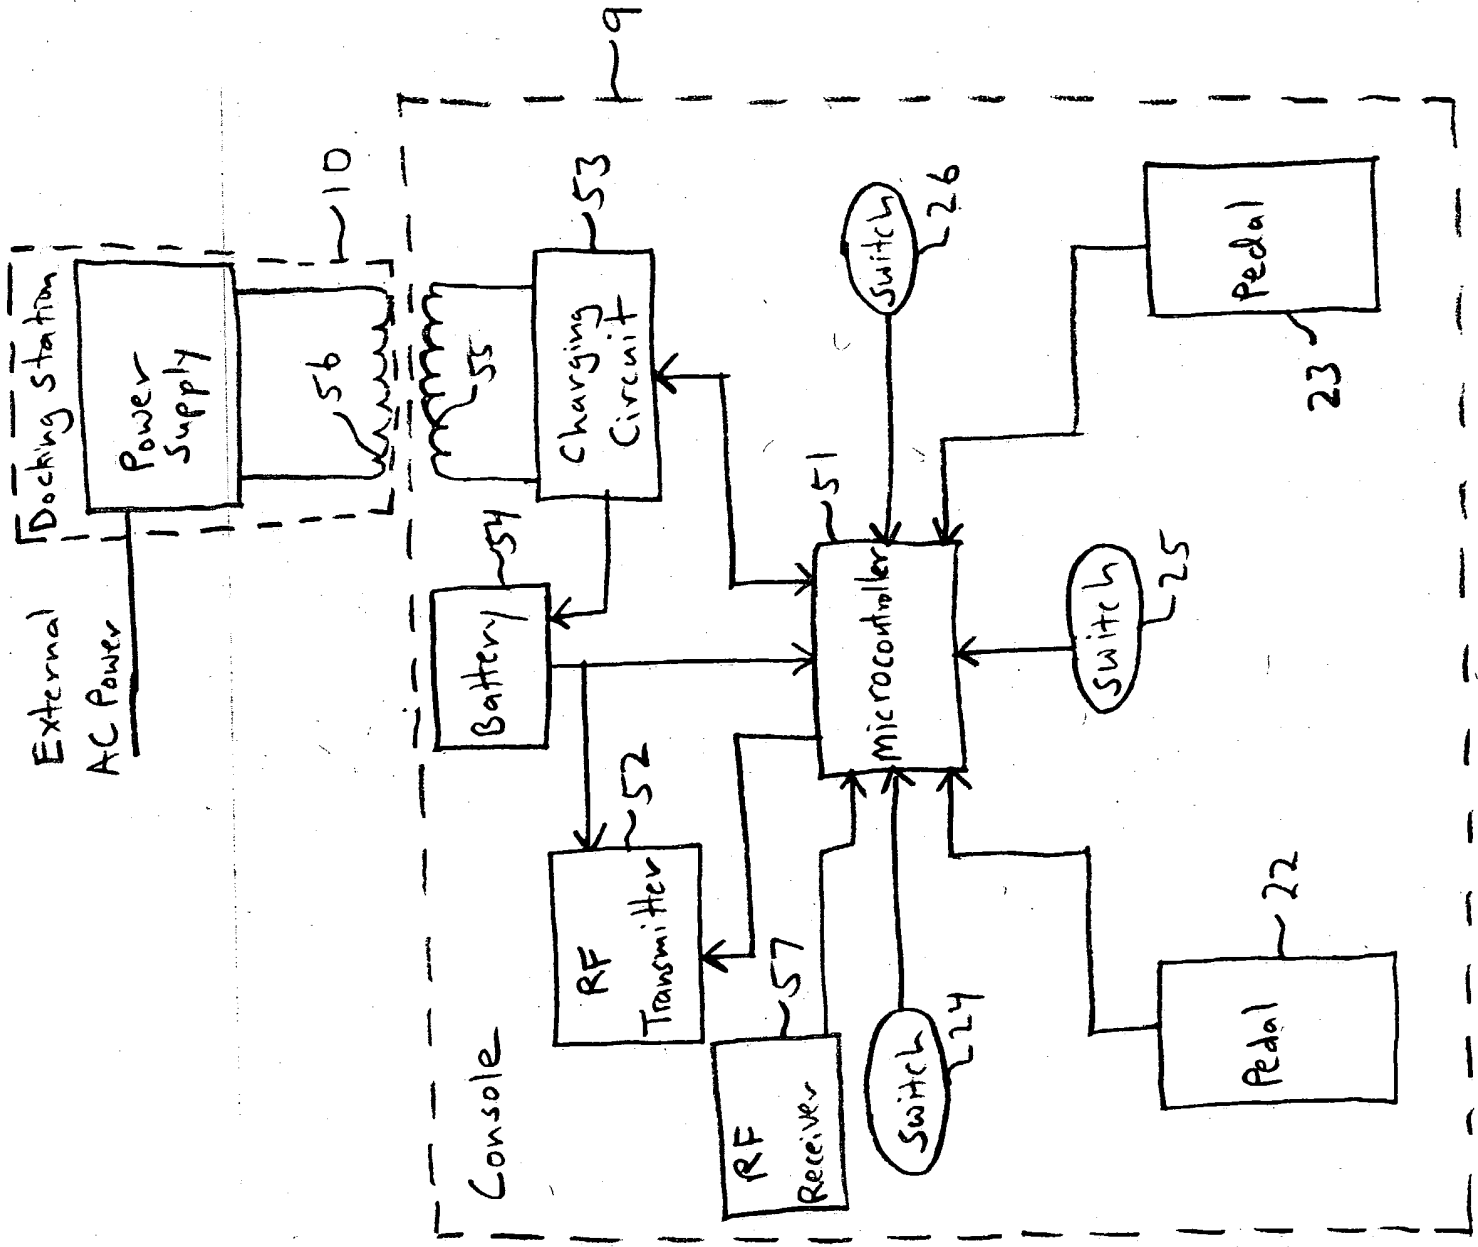 External
AC Power
Docking Station
Power
Supply
10
56
9
Console
55
Battery
54
Charging
Circuit
53
RF
Transmitter
52
RF
Receiver
57
microcontroller
51
Switch
24
Switch
26
Switch
25
Pedal
22
Pedal
23